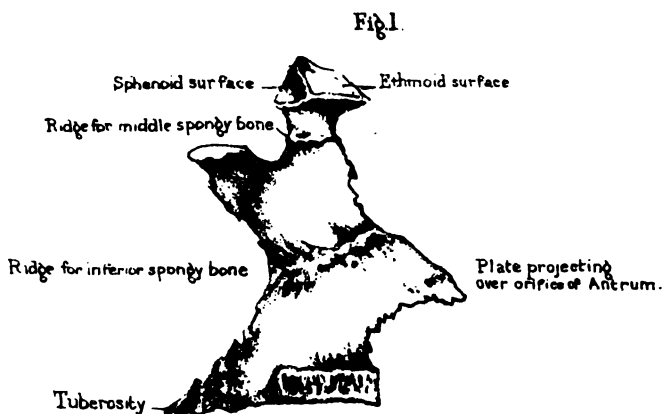 Fig.1.
Sphenoid surface
Ethmoid surface
Ridge for middle spongy bone
Ridge for inferior spongy bone
Plate projecting
over orifice of Antrum.
Tuberosity